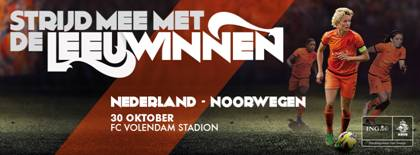 STRIJD MEE MET
DE LEEUWINNEN
NEDERLAND - NOORWEGEN
30 OKTOBER
FC VOLENDAM STADION
ING